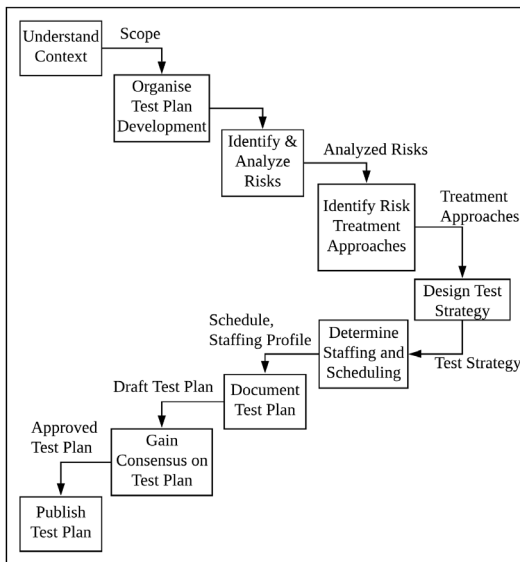 Understand
Context
Scope
Organise
Test Plan
Development
Identify &
Analyze
Risks
Analyzed Risks
Identify Risk
Treatment
Approaches
Treatment
Approaches
Design Test
Strategy
Test Strategy
Determine
Staffing and
Scheduling
Schedule,
Staffing Profile
Document
Test Plan
Draft Test Plan
Gain
Consensus on
Test Plan
Approved
Test Plan
Publish
Test Plan